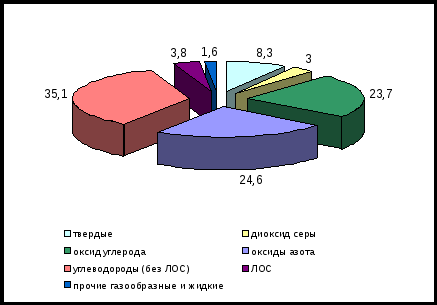 3,8 1,6 8,3 3
35,1 23,7
24,6
твердые диоксид серы
оксид углерода оксиды азота
углеводороды (без ЛОС) ЛОС
прочие газообразные и жидкие